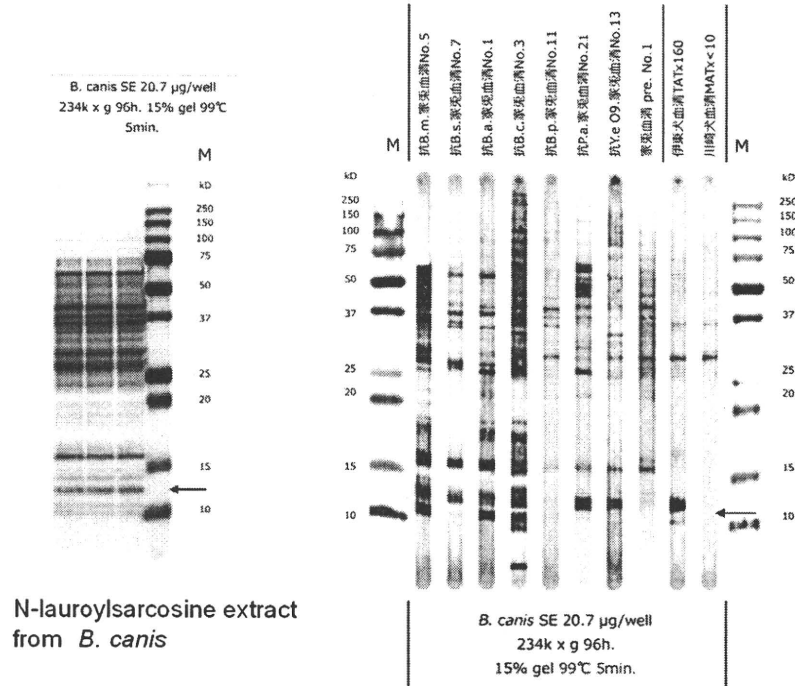 B. canis SE 20.7 µg/well
234k x g 96h. 15% gel 99℃
5min.
M
kD
250
150
100
75
50
37
25
20
15
10
N-lauroylsarcosine extract
from B. canis
M
抗B.m.家兎血清No.5
抗B.s.家兎血清No.7
抗B.a.家兎血清No.1
抗B.c.家兎血清No.3
抗B.p.家兎血清No.11
抗P.a.家兎血清No.21
抗Y.e O9.家兎血清No.13
家兎血清 pre. No.1
伊東犬血清TATx160
川崎犬血清MATx<10
M
kD
250
150
100
75
50
37
25
20
15
10
kD
250
150
100
75
50
37
25
20
15
10
B. canis SE 20.7 µg/well
234k x g 96h.
15% gel 99℃ 5min.